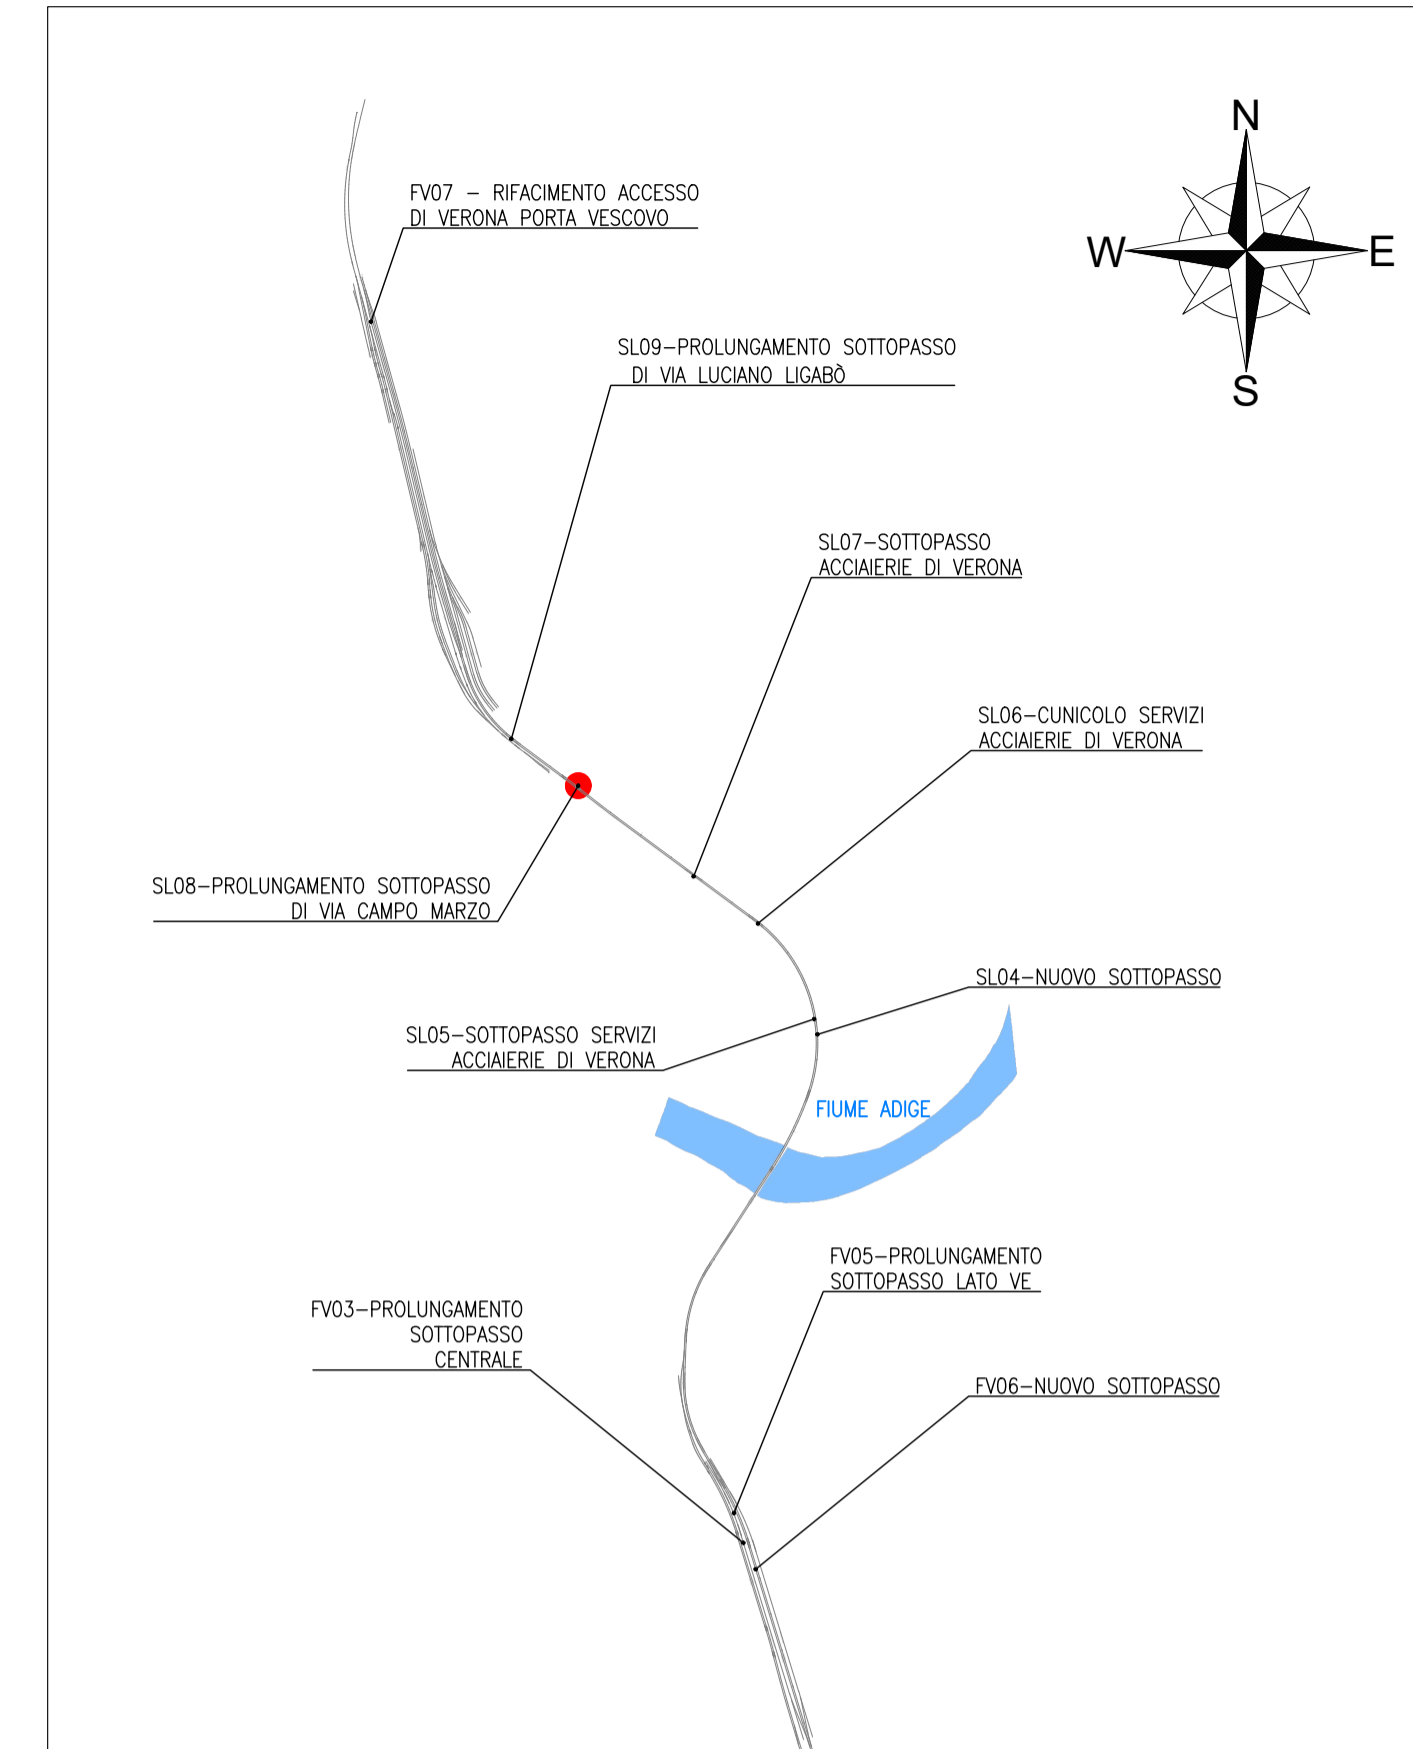 N
FV07 – RIFACIMENTO ACCESSO
DI VERONA PORTA VESCOVO
W
E
SL09–PROLUNGAMENTO SOTTOPASSO
DI VIA LUCIANO LIGABÒ
S
SL07–SOTTOPASSO
ACCIAIERIE DI VERONA
SL06–CUNICOLO SERVIZI
ACCIAIERIE DI VERONA
SL08–PROLUNGAMENTO SOTTOPASSO
DI VIA CAMPO MARZO
SL04–NUOVO SOTTOPASSO
SL05–SOTTOPASSO SERVIZI
ACCIAIERIE DI VERONA
FIUME ADIGE
FV05–PROLUNGAMENTO
SOTTOPASSO LATO VE
FV03–PROLUNGAMENTO
SOTTOPASSO
CENTRALE
FV06–NUOVO SOTTOPASSO